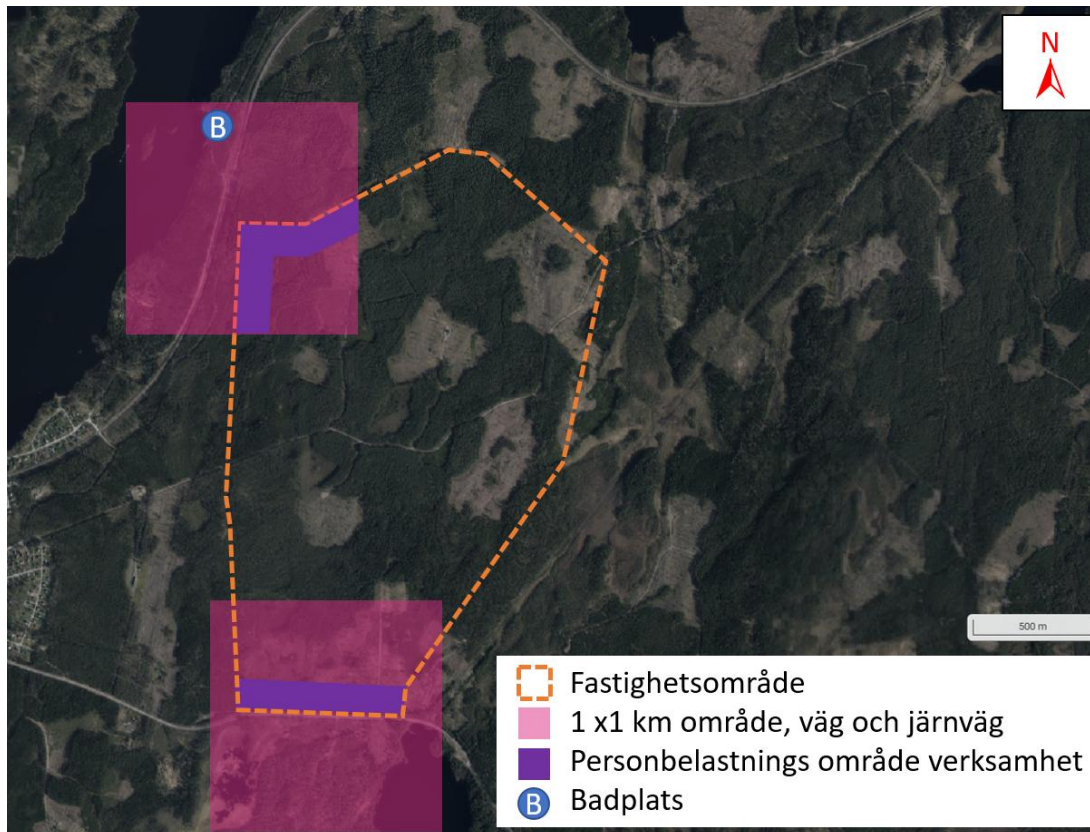 N
B
500 m
Fastighetsområde
1 x1 km område, väg och järnväg
Personbelastnings område verksamhet
B Badplats